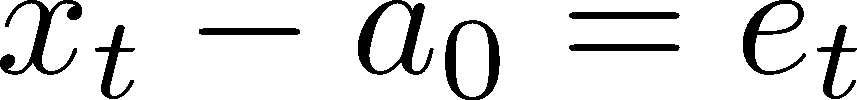 x_t − a_0 = e_t